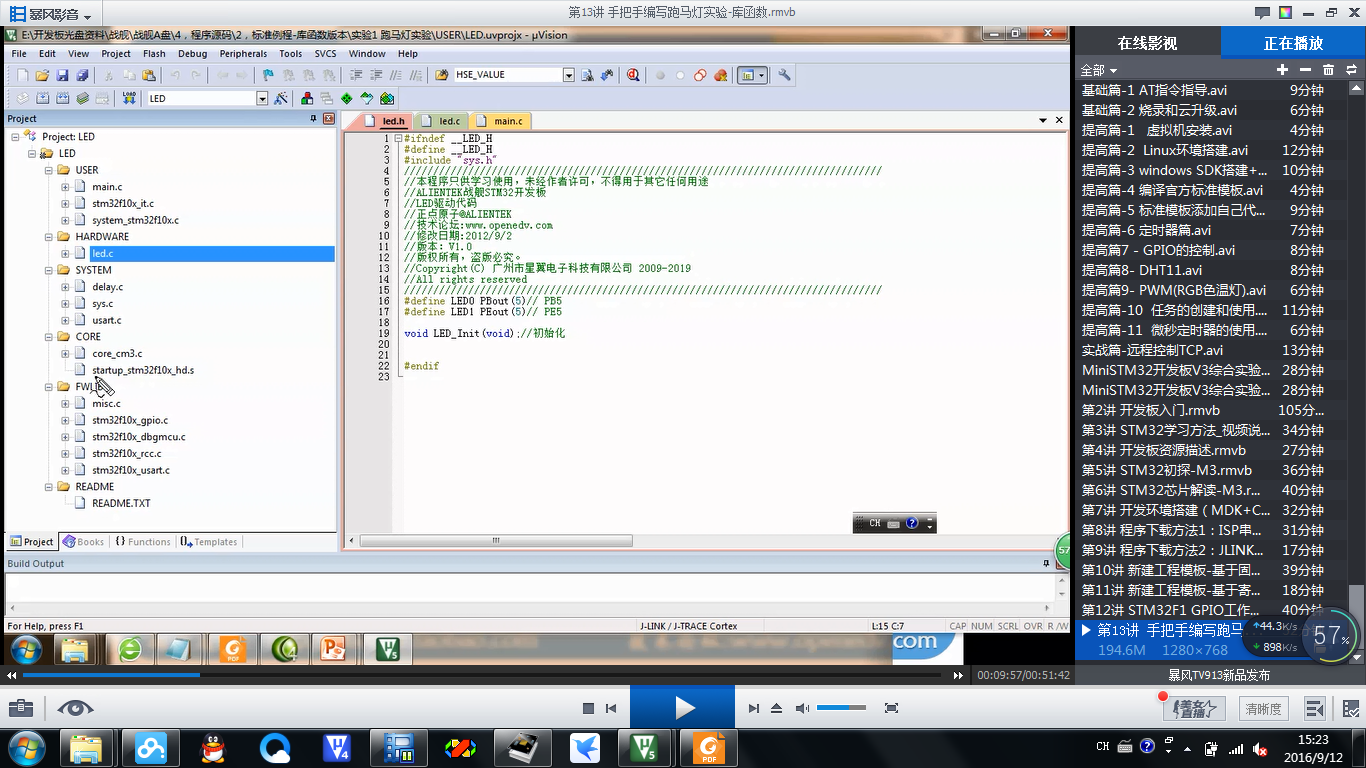 暴风影音
第13讲 手把手编写跑马灯实验-库函数.rmvb
E:\开发板光盘资料\战舰\战舰A盘\4，程序源码\2，标准例程-库函数版本\实验1 跑马灯实验\USER\LED.uvprojx - µVision
File Edit View Project Flash Debug Peripherals Tools SVCS Window Help
HSE_VALUE
LED
Project
Project: LED
LED
USER
main.c
stm32f10x_it.c
system_stm32f10x.c
HARDWARE
led.c
SYSTEM
delay.c
sys.c
usart.c
CORE
core_cm3.c
startup_stm32f10x_hd.s
misc.c
stm32f10x_gpio.c
stm32f10x_dbgmcu.c
stm32f10x_rcc.c
stm32f10x_usart.c
README
README.TXT
Project Books Functions Templates
led.h led.c main.c
1 #ifndef __LED_H
2 #define __LED_H
3 #include "sys.h"
4 //////////////////////////////////////////////////////////////////////////////////
5 //本程序只供学习使用，未经作者许可，不得用于其它任何用途
6 //ALIENTEK战舰STM32开发板
7 //LED驱动代码
8 //正点原子@ALIENTEK
9 //技术论坛:www.openedv.com
10 //修改日期:2012/9/2
11 //版本：V1.0
12 //版权所有，盗版必究。
13 //Copyright(C) 广州市星翼电子科技有限公司 2009-2019
14 //All rights reserved
15 //////////////////////////////////////////////////////////////////////////////////
16 #define LED0 PBout(5)// PB5
17 #define LED1 PEout(5)// PE5
18
19 void LED_Init(void);//初始化
20
21
22 #endif
23
CH
57
Build Output
For Help, press F1
J-LINK / J-TRACE Cortex
L:15 C:7
CAP NUM SCRL OVR R /W
com
00:09:57/00:51:42
在线影视 正在播放
全部
基础篇-1 AT指令指导.avi 9分钟
基础篇-2 烧录和云升级.avi 6分钟
提高篇-1 虚拟机安装.avi 4分钟
提高篇-2 Linux环境搭建.avi 12分钟
提高篇-3 windows SDK搭建+... 10分钟
提高篇-4 编译官方标准模板.avi 4分钟
提高篇-5 标准模板添加自己代... 9分钟
提高篇-6 定时器篇.avi 7分钟
提高篇7 - GPIO的控制.avi 8分钟
提高篇8- DHT11.avi 8分钟
提高篇9- PWM(RGB色温灯).avi 6分钟
提高篇-10 任务的创建和使用.... 11分钟
提高篇-11 微秒定时器的使用.... 6分钟
实战篇-远程控制TCP.avi 13分钟
MiniSTM32开发板V3综合实验... 28分钟
MiniSTM32开发板V3综合实验... 28分钟
第2讲 开发板入门.rmvb 105分...
第3讲 STM32学习方法_视频说... 34分钟
第4讲 开发板资源描述.rmvb 27分钟
第5讲 STM32初探-M3.rmvb 36分钟
第6讲 STM32芯片解读-M3.r... 40分钟
第7讲 开发环境搭建（MDK+C... 32分钟
第8讲 程序下载方法1：ISP串... 31分钟
第9讲 程序下载方法2：JLINK... 17分钟
第10讲 新建工程模板-基于固... 39分钟
第11讲 新建工程模板-基于寄... 18分钟
第12讲 STM32F1 GPIO工作... 40分钟
第13讲 手把手编写跑马
194.6M 1280×768
44.3K/s
898K/s
57%
暴风TV913新品发布
直播
清晰度
CH
15:23
2016/9/12